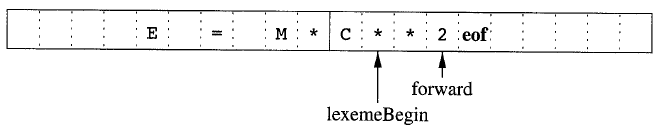 E = M * C * * 2 eof
forward
lexemeBegin